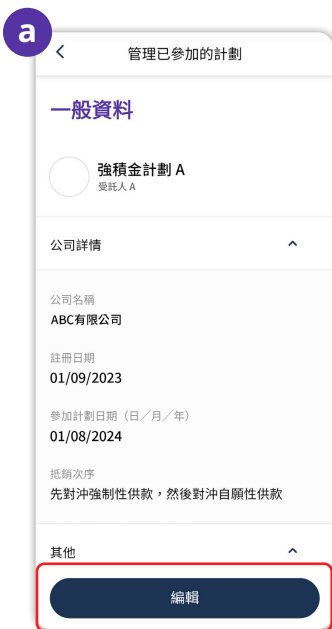 a
管理已參加的計劃
一般資料
強積金計劃 A
受託人 A
公司詳情
公司名稱
ABC有限公司
註冊日期
01/09/2023
參加計劃日期（日／月／年）
01/08/2024
抵銷次序
先對沖強制性供款，然後對沖自願性供款
其他
編輯